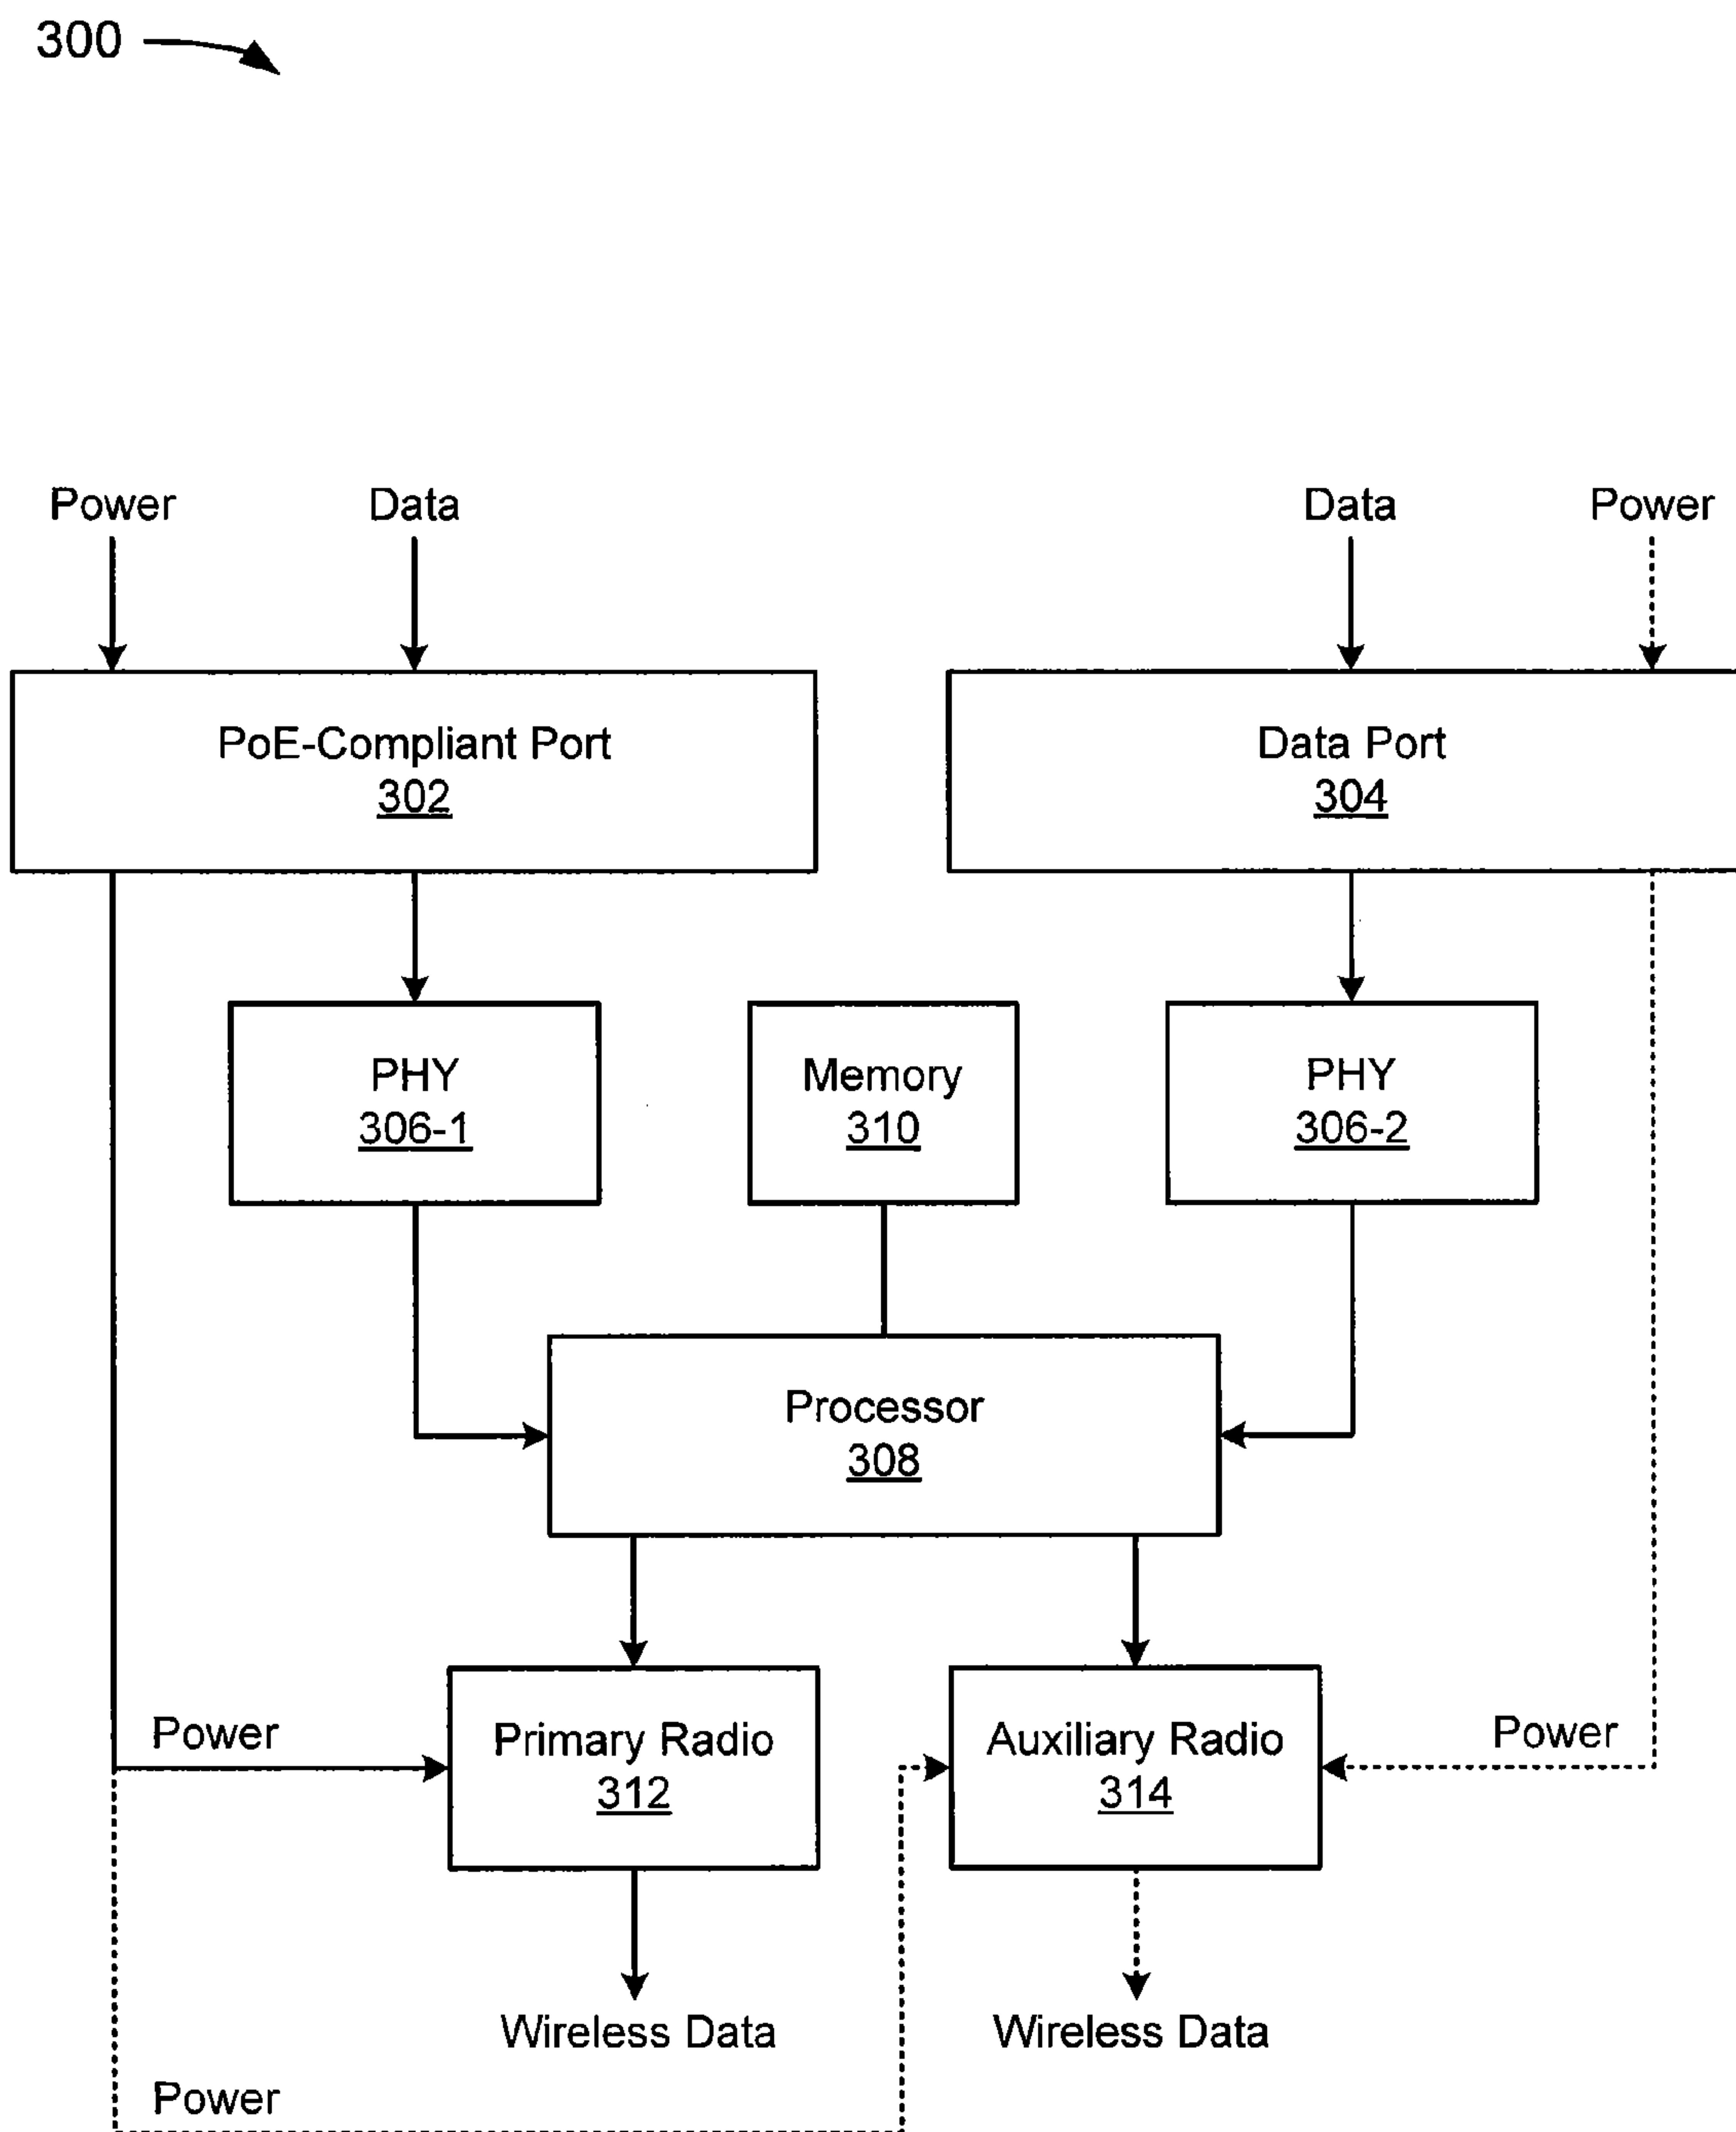 300
Power
Data
Data
Power
PoE-Compliant Port
302
Data Port
304
PHY
306-1
Memory
310
PHY
306-2
Processor
308
Power
Primary Radio
312
Auxiliary Radio
314
Power
Wireless Data
Wireless Data
Power